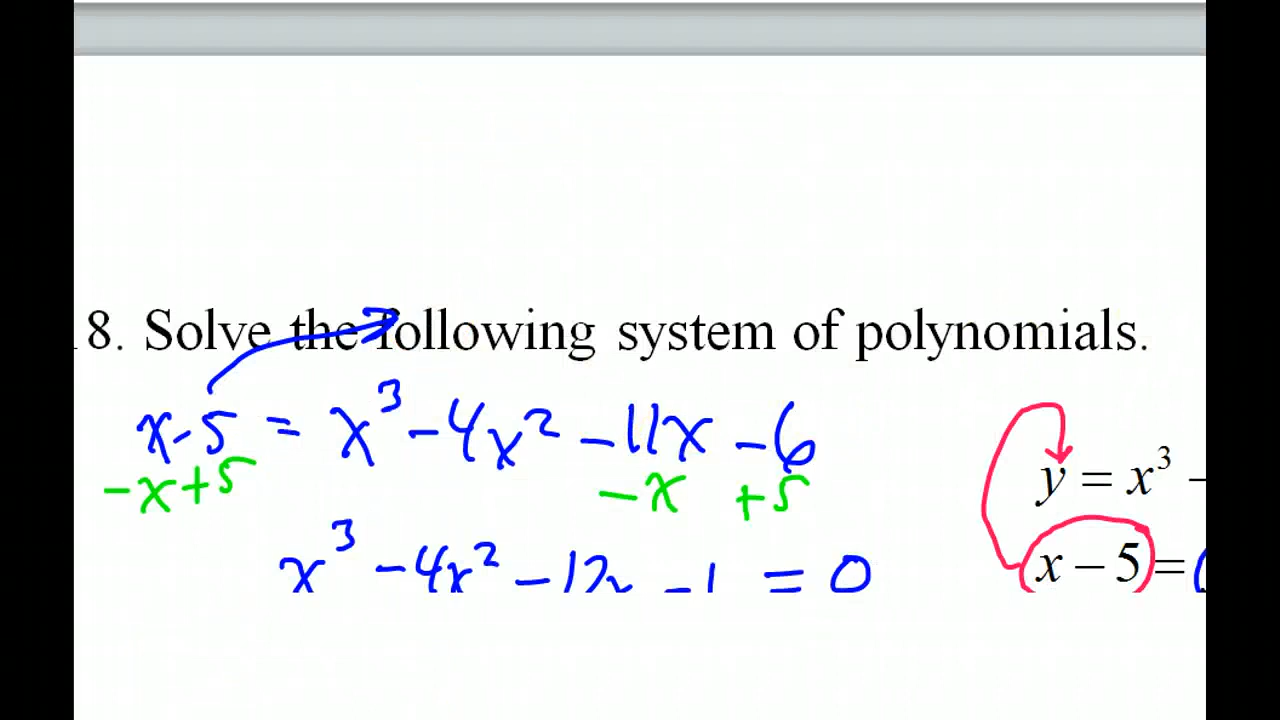 8. Solve the following system of polynomials.
x-5 = x³ -4x² -11x -6
-x+5 -x +5
y = x³ -
x³ -4x² -12x -1 = 0
x - 5 =